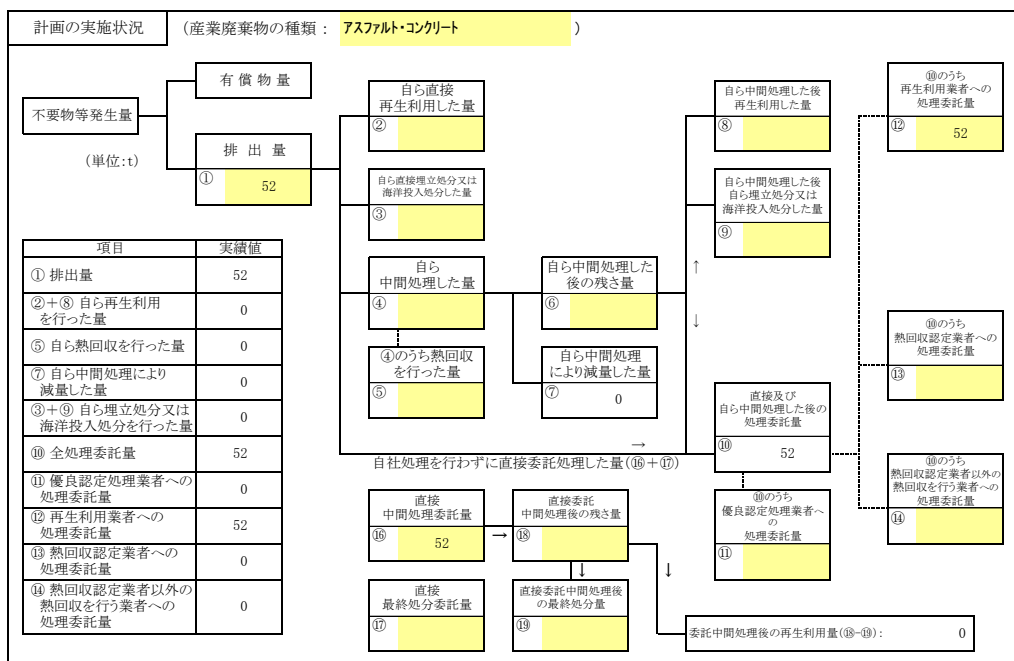 計画の実施状況
(産業廃棄物の種類： アスファルト・コンクリート ）
不要物等発生量
(単位:t)
有 償 物 量
排 出 量
①
52
自ら直接
再生利用した量
②
自ら直接埋立処分又は
海洋投入処分した量
③
自ら
中間処理した量
④
④のうち熱回収
を行った量
⑤
自ら中間処理した
後の残さ量
⑥
自ら中間処理
により減量した量
⑦
0
自ら中間処理した後
再生利用した量
⑧
自ら中間処理した後
自ら埋立処分又は
海洋投入処分した量
⑨
↑
↓
直接及び
自ら中間処理した後の
処理委託量
⑩
52
⑩のうち
優良認定処理業者へ
の
処理委託量
⑪
⑩のうち
再生利用業者への
処理委託量
⑫
52
⑩のうち
熱回収認定業者への
処理委託量
⑬
⑩のうち
熱回収認定業者以外の
熱回収を行う業者への
処理委託量
⑭
→
自社処理を行わずに直接委託処理した量(⑯＋⑰)
直接
中間処理委託量
⑯
52
→
直接委託
中間処理後の残さ量
⑱
↓
↓
直接
最終処分委託量
⑰
直接委託中間処理後
の最終処分量
⑲
委託中間処理後の再生利用量(⑱-⑲)： 0
項目 実績値
① 排出量 52
②＋⑧ 自ら再生利用
を行った量 0
⑤ 自ら熱回収を行った量 0
⑦ 自ら中間処理により
減量した量 0
③＋⑨ 自ら埋立処分又は
海洋投入処分を行った量 0
⑩ 全処理委託量 52
⑪ 優良認定処理業者への
処理委託量 0
⑫ 再生利用業者への
処理委託量 52
⑬ 熱回収認定業者への
処理委託量 0
⑭ 熱回収認定業者以外の
熱回収を行う業者への
処理委託量 0